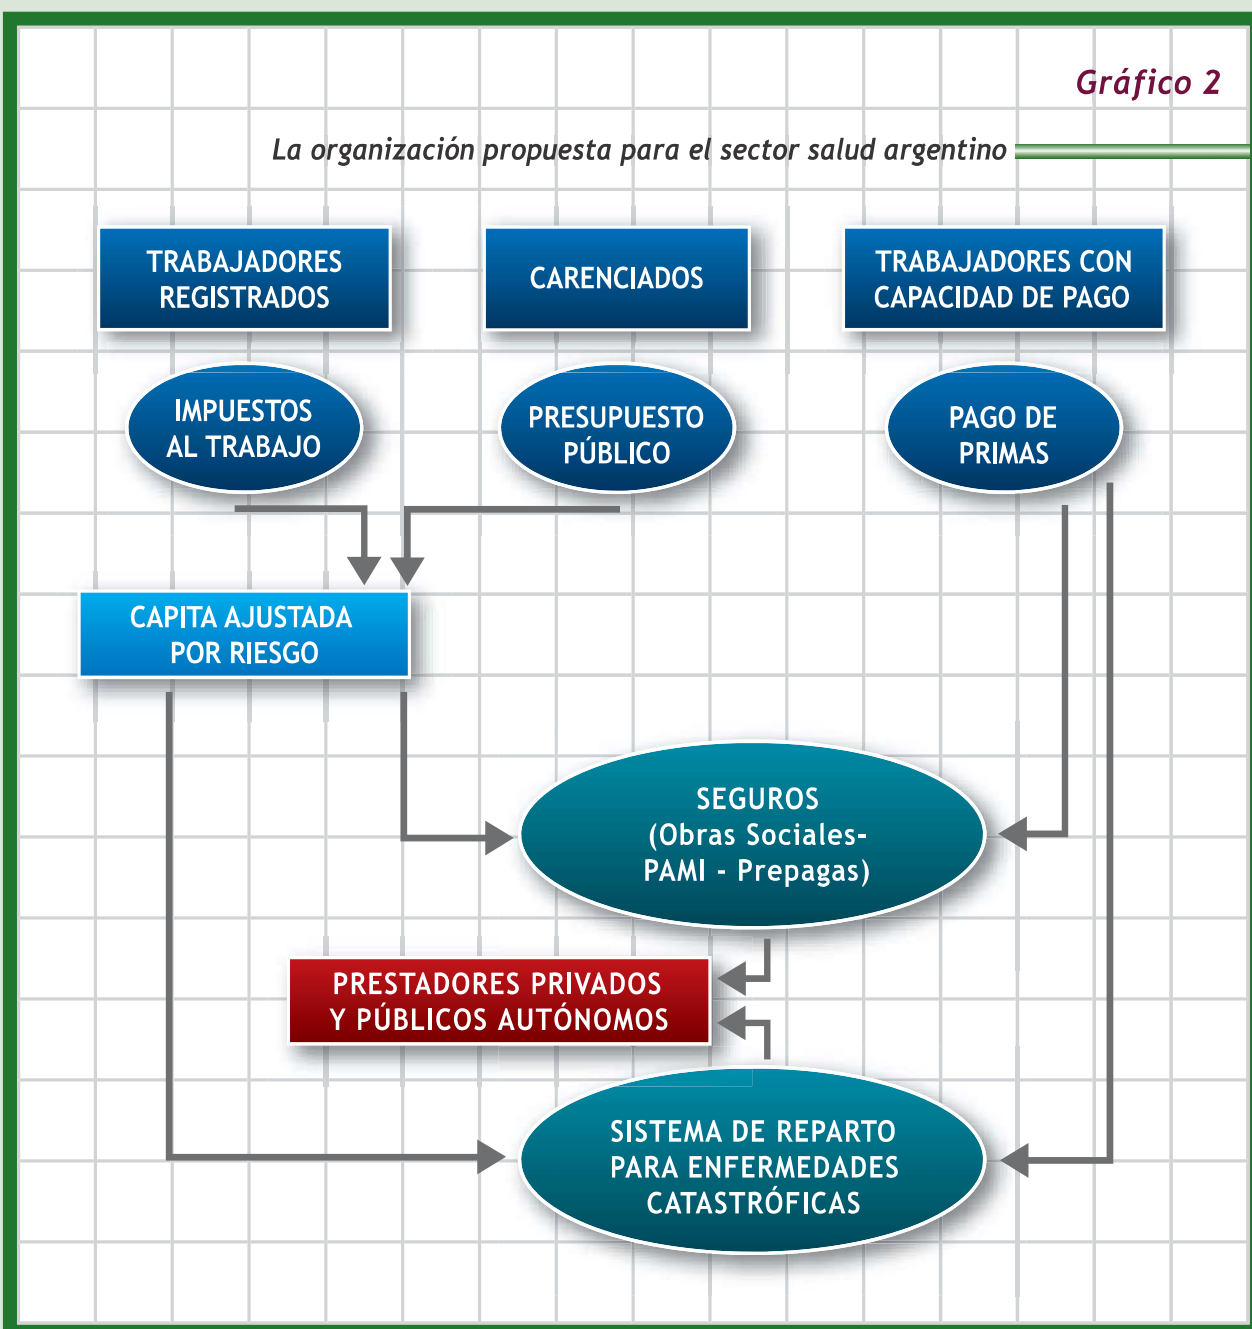 Gráfico 2
La organización propuesta para el sector salud argentino
TRABAJADORES
REGISTRADOS
CARENCIADOS
TRABAJADORES CON
CAPACIDAD DE PAGO
IMPUESTOS
AL TRABAJO
PRESUPUESTO
PÚBLICO
PAGO DE
PRIMAS
CAPITA AJUSTADA
POR RIESGO
SEGUROS
(Obras Sociales-
PAMI - Prepagas)
PRESTADORES PRIVADOS
Y PÚBLICOS AUTÓNOMOS
SISTEMA DE REPARTO
PARA ENFERMEDADES
CATASTRÓFICAS